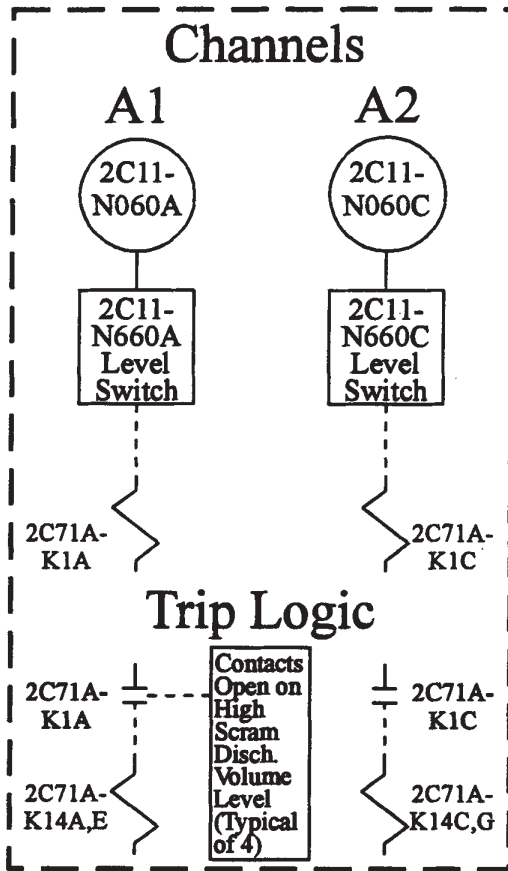 Channels
A1
A2
2C11-
N060A
2C11-
N060C
2C11-
N660A
Level
Switch
2C11-
N660C
Level
Switch
2C71A-
K1A
2C71A-
K1C
Trip Logic
2C71A-
K1A
Contacts
Open on
High
Scram
Disch.
Volume
Level
(Typical
of 4)
2C71A-
K1C
2C71A-
K14A,E
2C71A-
K14C,G